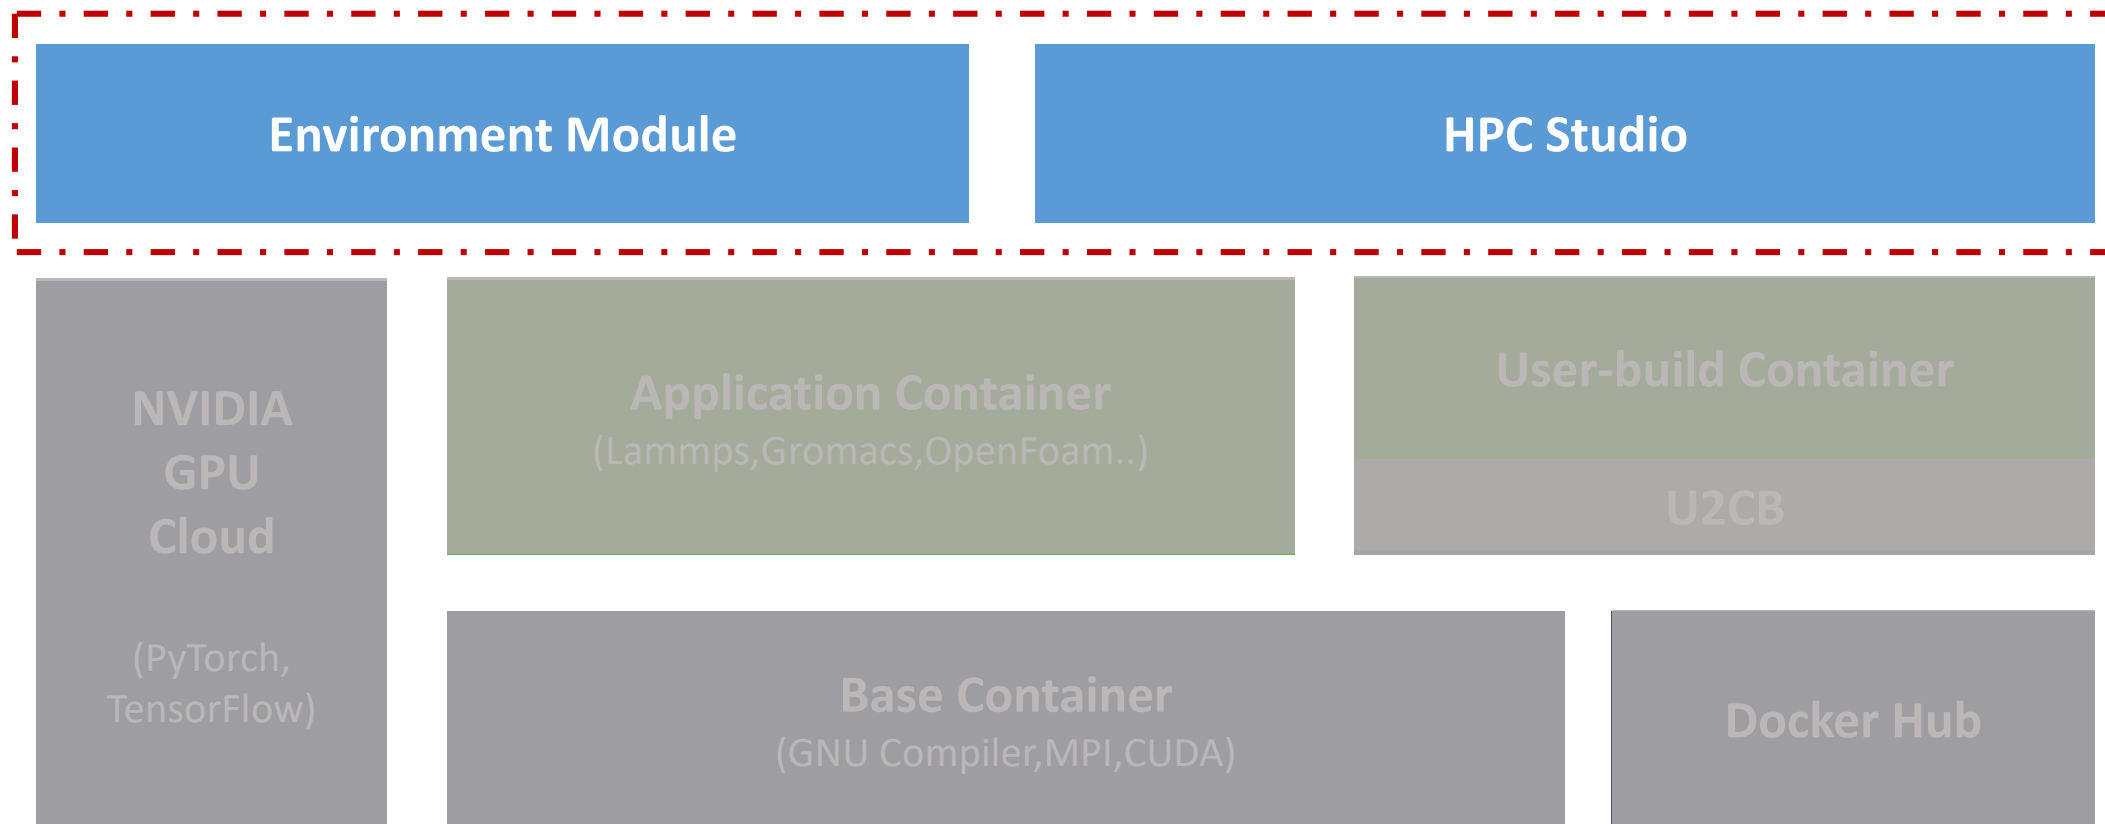 Environment Module
HPC Studio
NVIDIA
GPU
Cloud
(PyTorch,
TensorFlow)
Application Container
(Lammps,Gromacs,OpenFoam..)
User-build Container
U2CB
Base Container
(GNU Compiler,MPI,CUDA)
Docker Hub